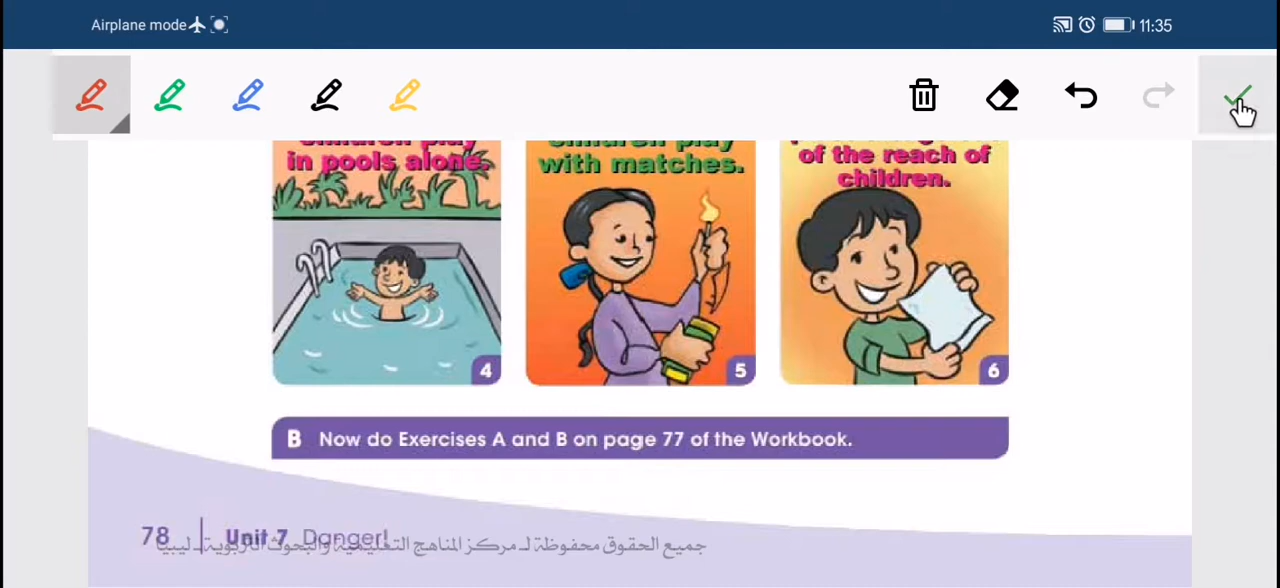 Airplane mode 11:35
in pools alone.
with matches.
of the reach of
children.
4
5
6
B Now do Exercises A and B on page 77 of the Workbook.
78 Unit 7 Danger!
جميع الحقوق محفوظة لـ مركز المناهج التعليمية والبحوث التربوية ـ ليبيا